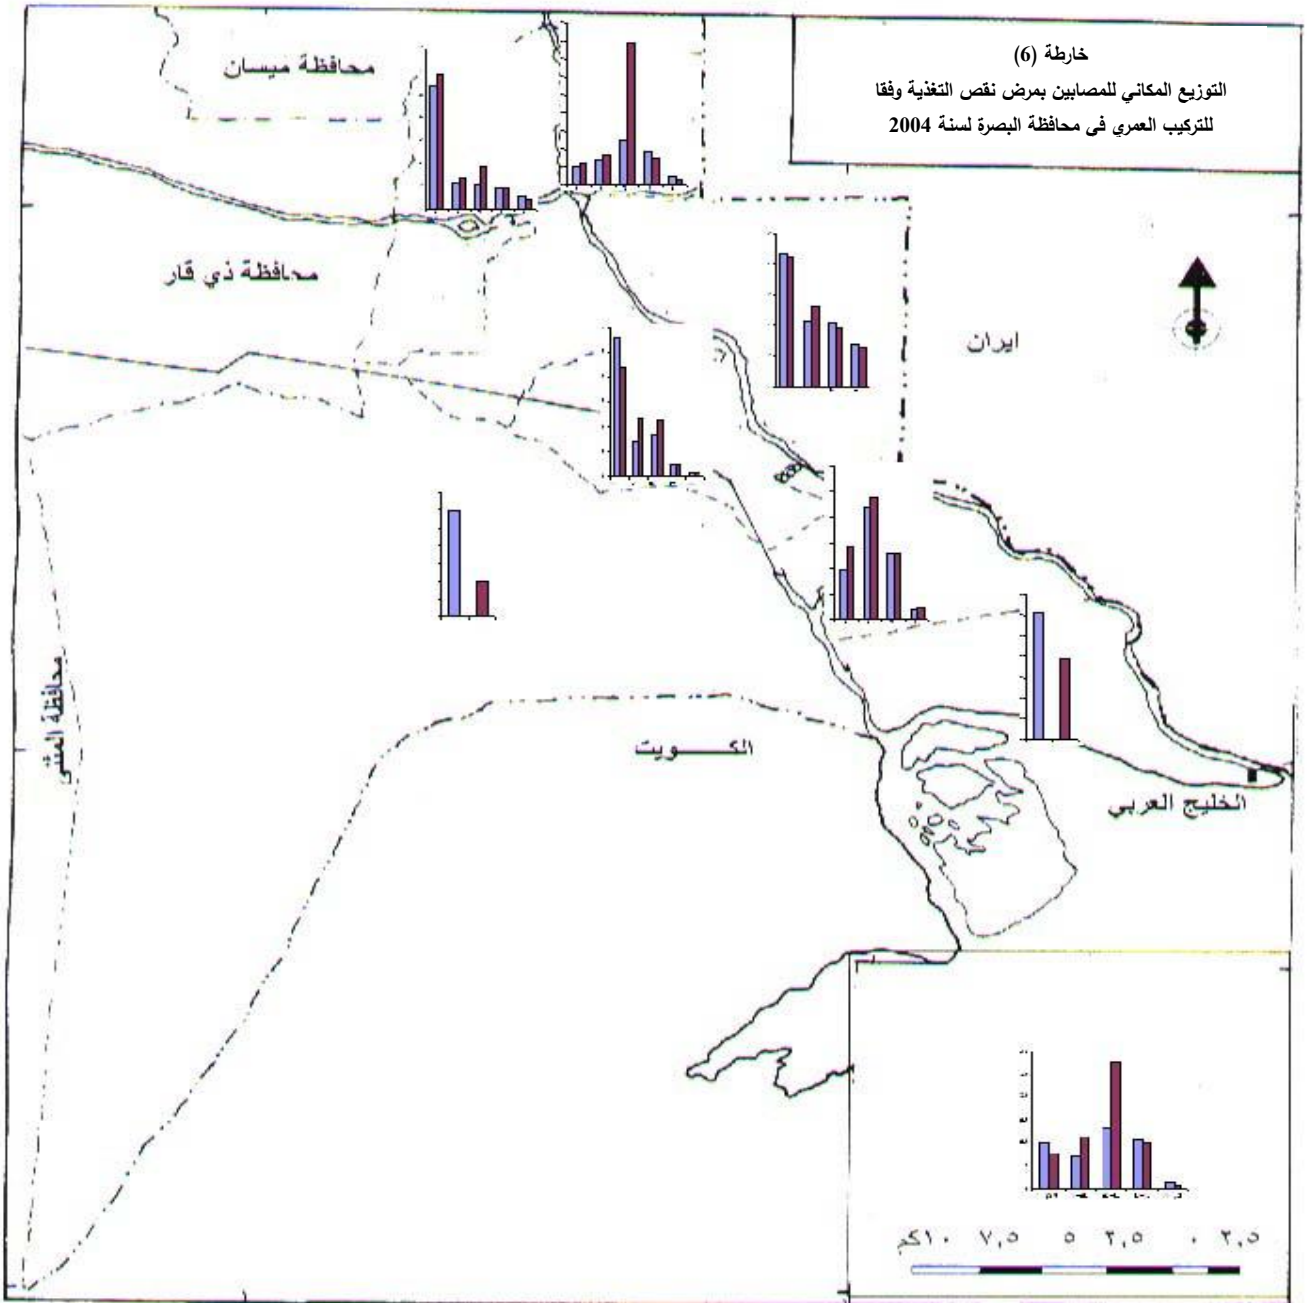 خارطة (6)
التوزيع المكاني للمصابين بمرض نقص التغذية وفقا
للتركيب العمري في محافظة البصرة لسنة 2004
محافظة ميسان
محافظة ذي قار
ايران
محافظة المثنى
الكويت
الخليج العربي
١٠كم ٧,٥ ٥ ٢,٥ ٠ ٢,٥